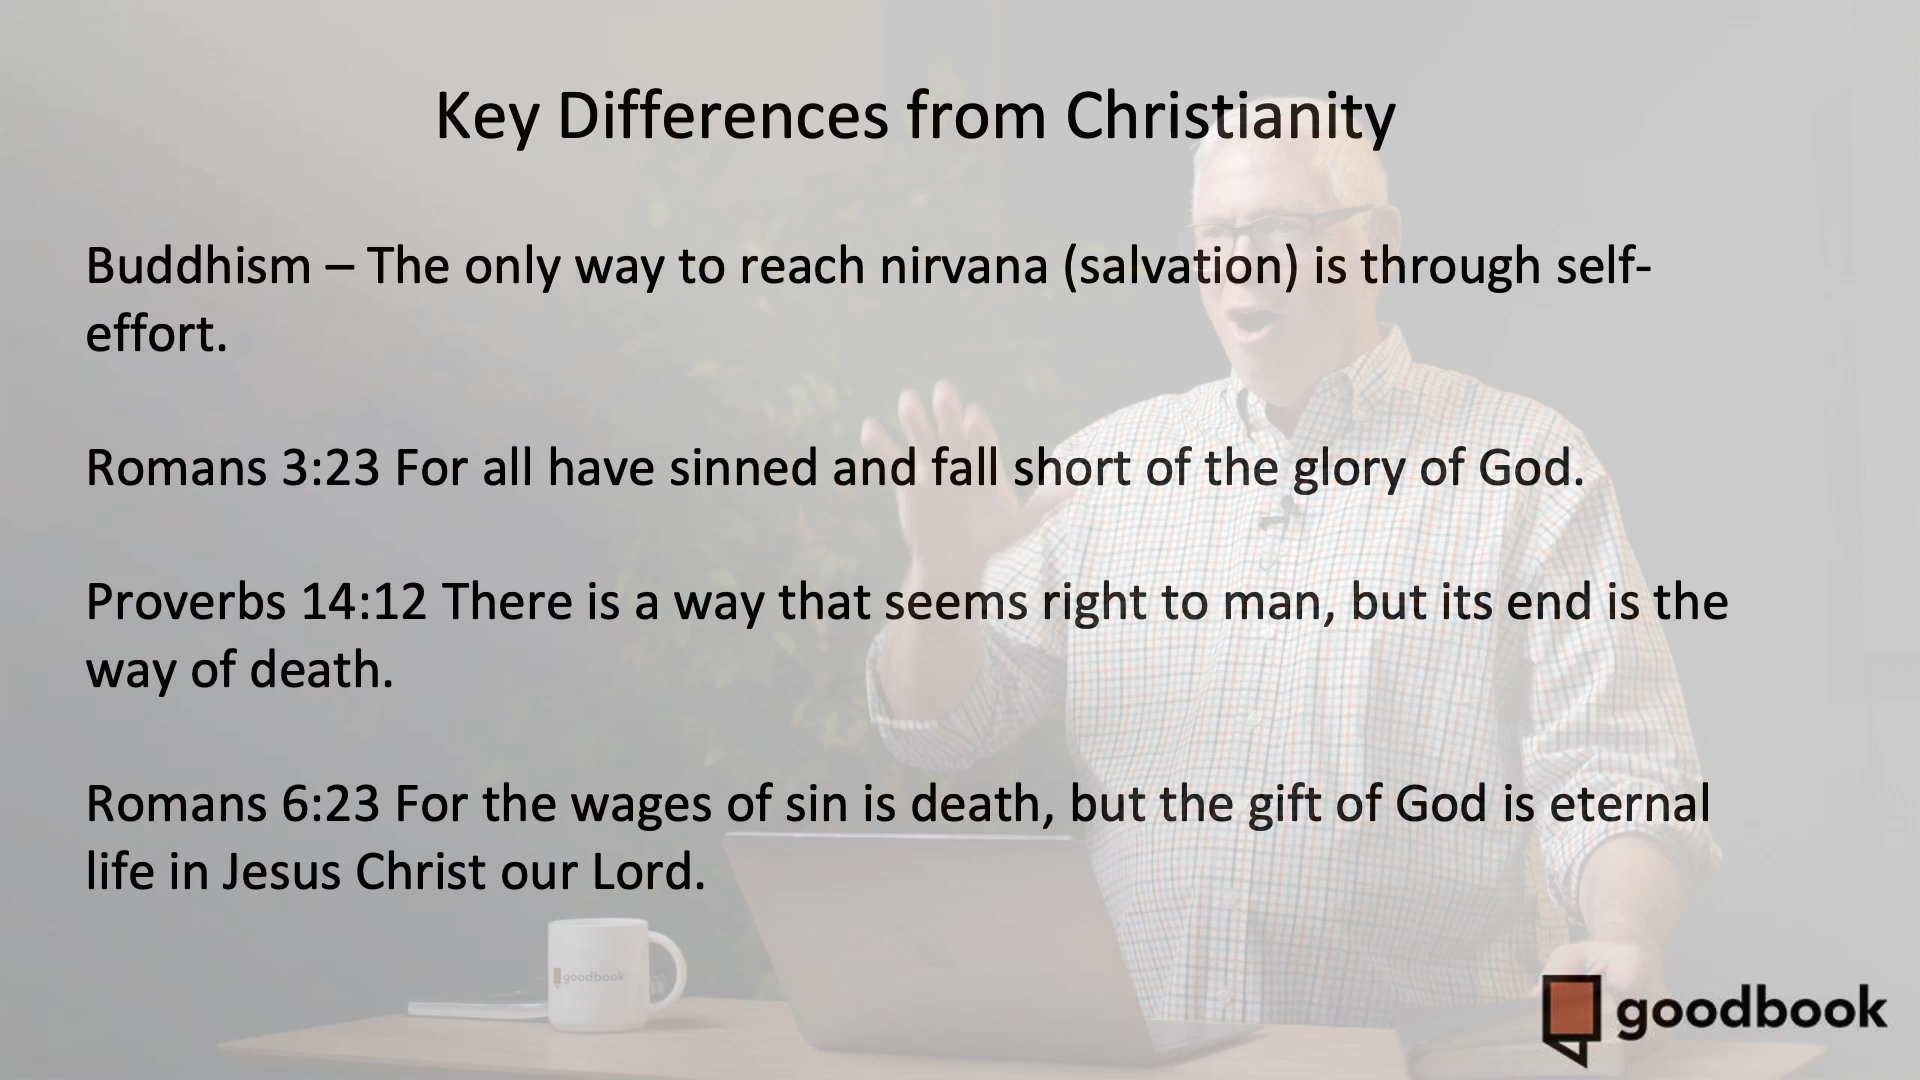 Key Differences from Christianity
Buddhism – The only way to reach nirvana (salvation) is through self-
effort.
Romans 3:23 For all have sinned and fall short of the glory of God.
Proverbs 14:12 There is a way that seems right to man, but its end is the
way of death.
Romans 6:23 For the wages of sin is death, but the gift of God is eternal
life in Jesus Christ our Lord.
goodbook
goodbook